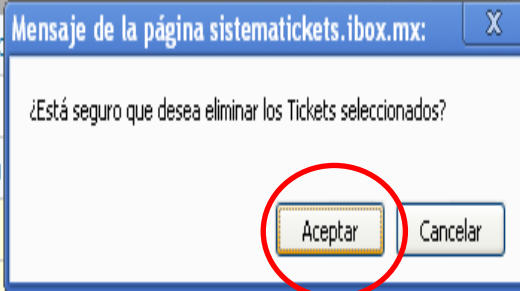 Mensaje de la página sistematickets.ibox.mx:
¿Está seguro que desea eliminar los Tickets seleccionados?
Aceptar
Cancelar